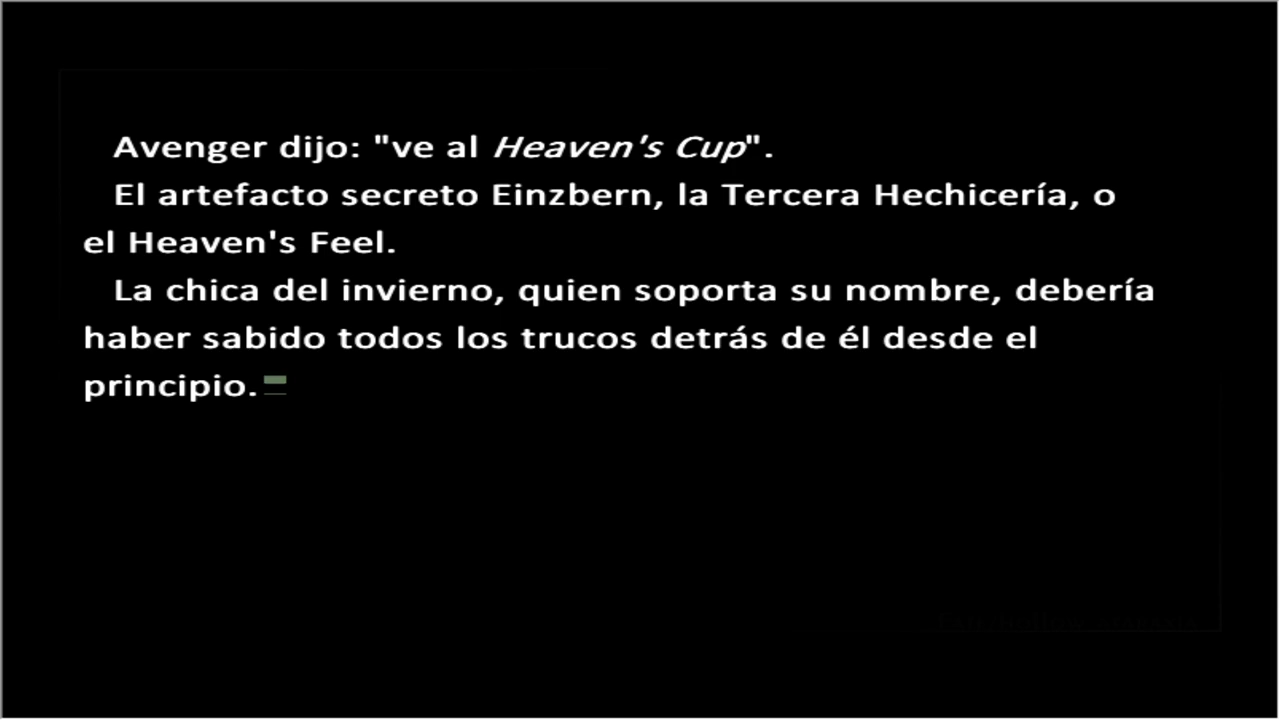 Avenger dijo: "ve al Heaven's Cup".
El artefacto secreto Einzbern, la Tercera Hechicería, o
el Heaven's Feel.
La chica del invierno, quien soporta su nombre, debería
haber sabido todos los trucos detrás de él desde el
principio.